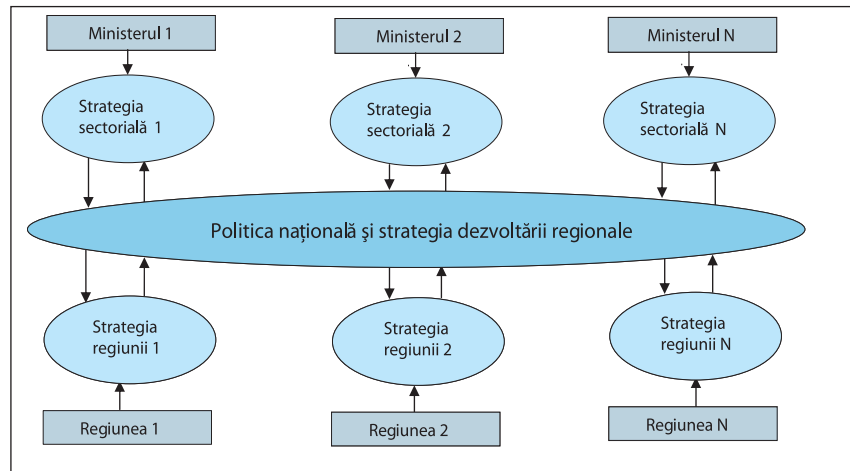 Ministerul 1
Ministerul 2
Ministerul N
Strategia
sectorială 1
Strategia
sectorială 2
Strategia
sectorială N
Politica națională şi strategia dezvoltării regionale
Strategia
regiunii 1
Strategia
regiunii 2
Strategia
regiunii N
Regiunea 1
Regiunea 2
Regiunea N